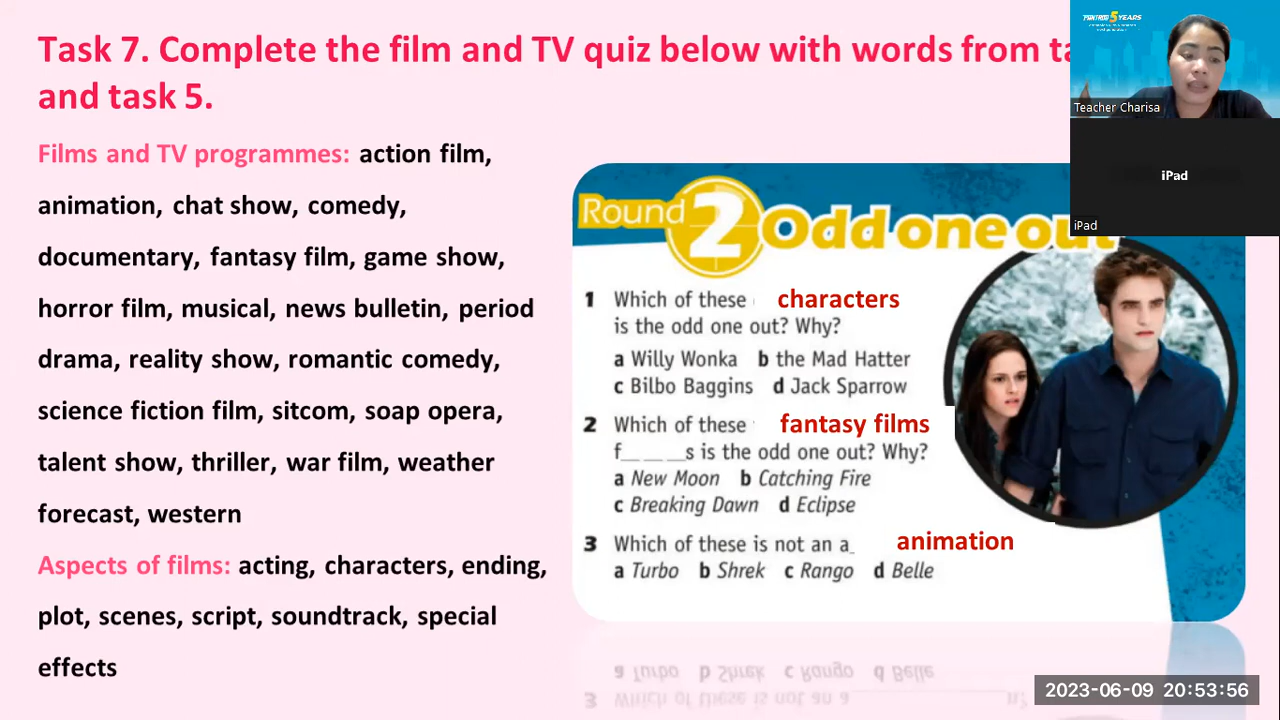 Task 7. Complete the film and TV quiz below with words from
and task 5.
Films and TV programmes: action film,
animation, chat show, comedy,
documentary, fantasy film, game show,
horror film, musical, news bulletin, period
drama, reality show, romantic comedy,
science fiction film, sitcom, soap opera,
talent show, thriller, war film, weather
forecast, western
Aspects of films: acting, characters, ending,
plot, scenes, script, soundtrack, special
effects
Round 2 Odd one out
1 Which of these characters
is the odd one out? Why?
a Willy Wonka b the Mad Hatter
c Bilbo Baggins d Jack Sparrow
2 Which of these fantasy films
f__ __ __s is the odd one out? Why?
a New Moon b Catching Fire
c Breaking Dawn d Eclipse
3 Which of these is not an a_ animation
a Turbo b Shrek c Rango d Belle
5 YEARS
Teacher Charisa
iPad
iPad
2023-06-09 20:53:56